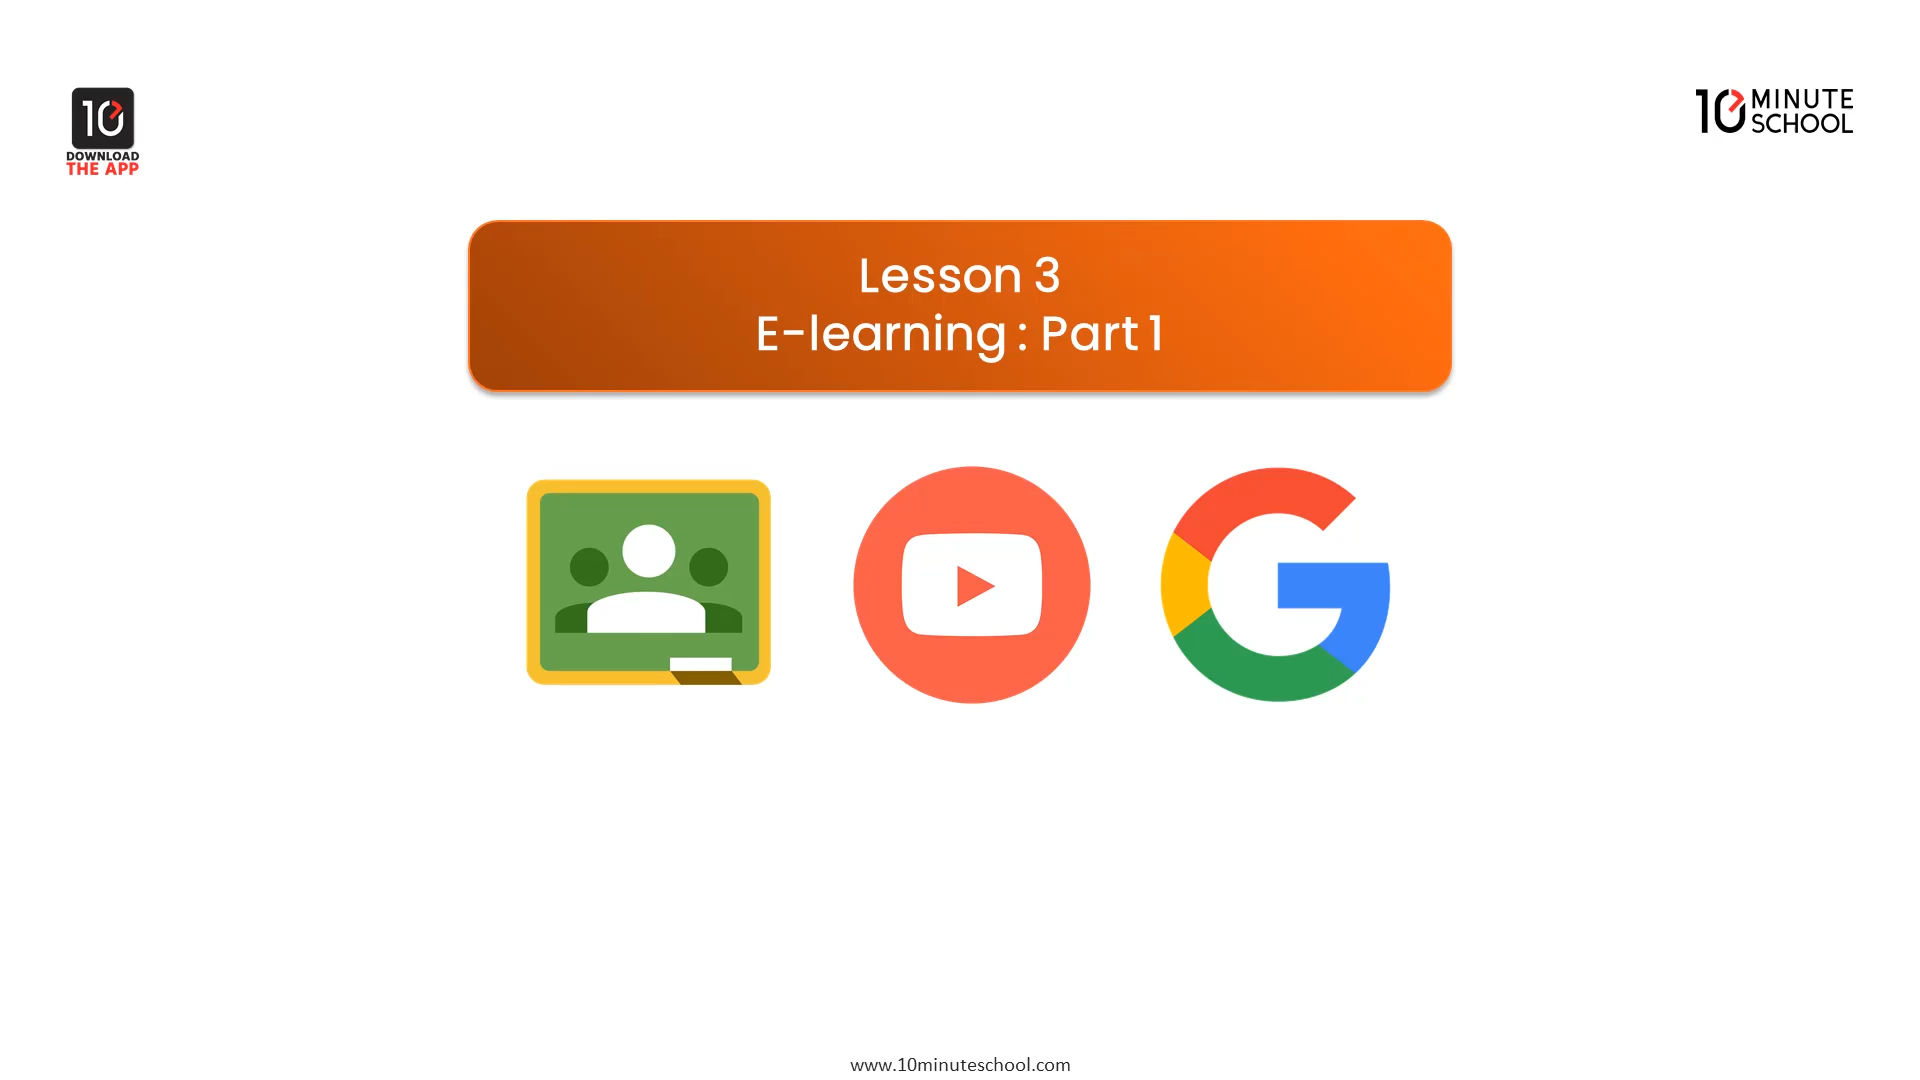 10
DOWNLOAD
THE APP
10 MINUTE
SCHOOL
Lesson 3
E-learning : Part 1
www.10minuteschool.com